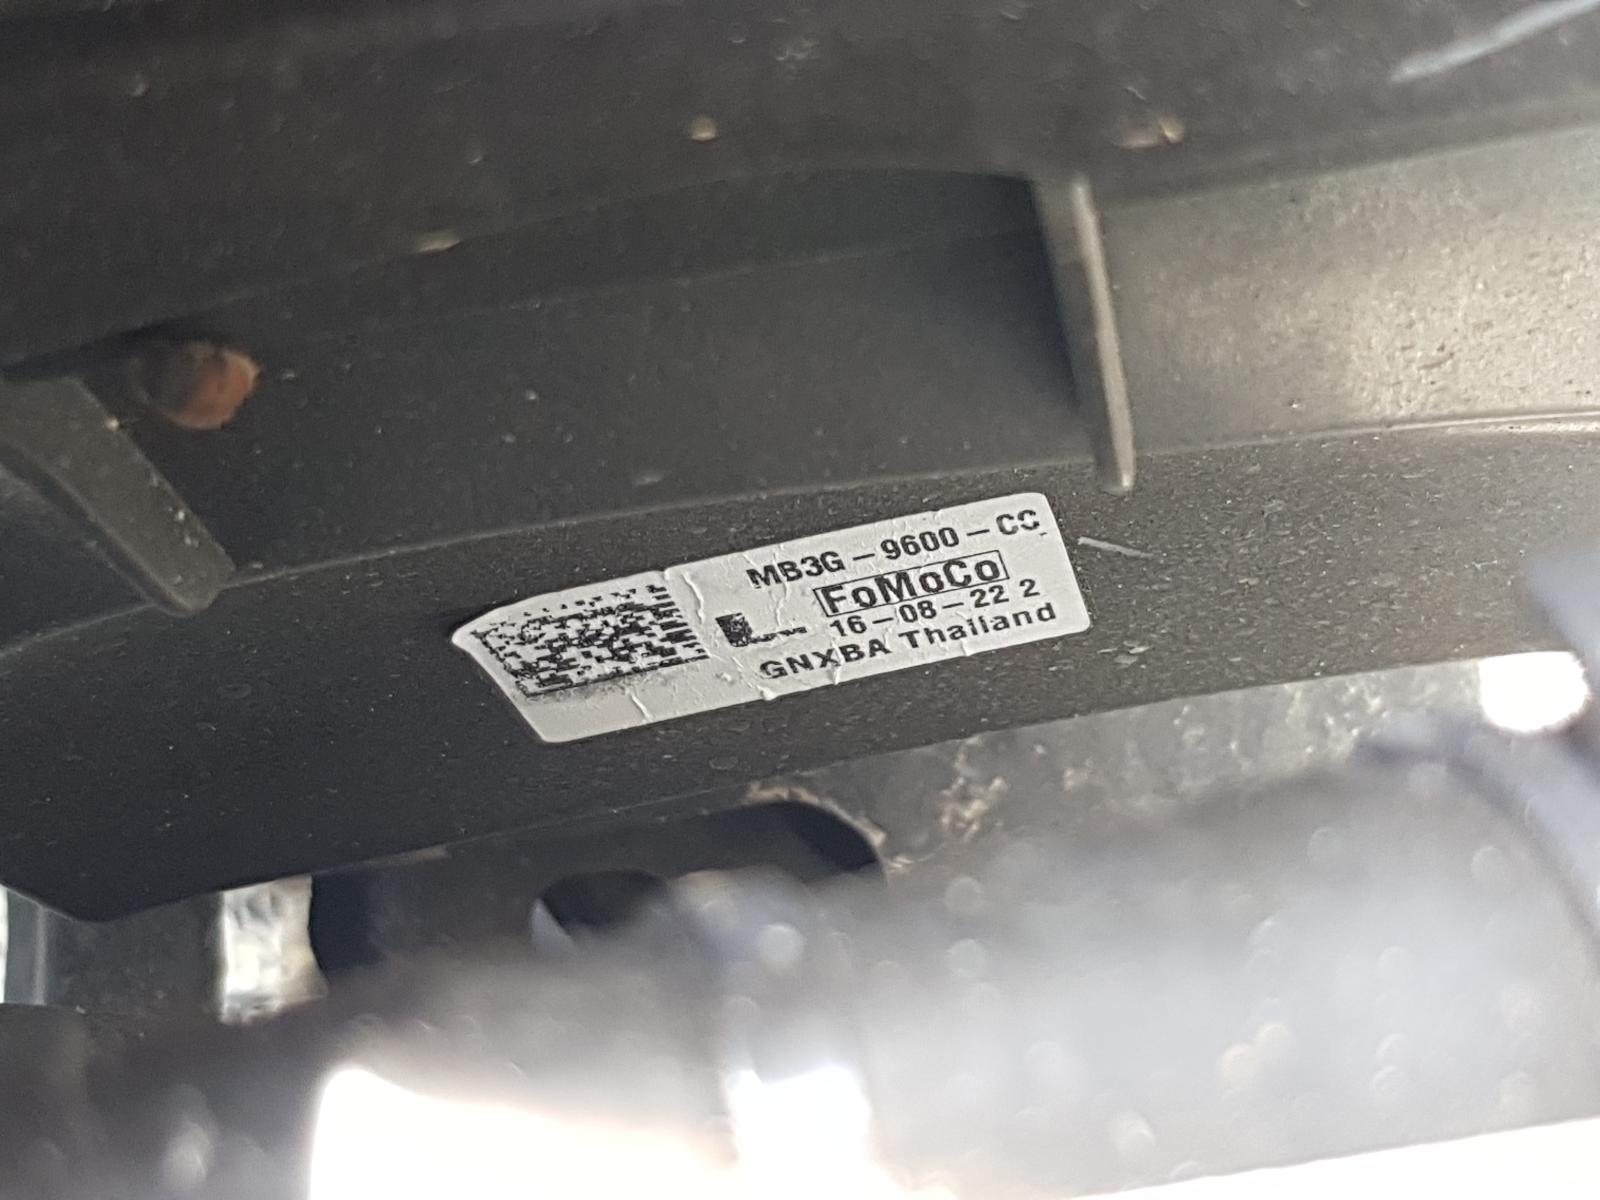 MB3G-9600-CC
FoMoCo
16-08-22 2
GNXBA Thailand